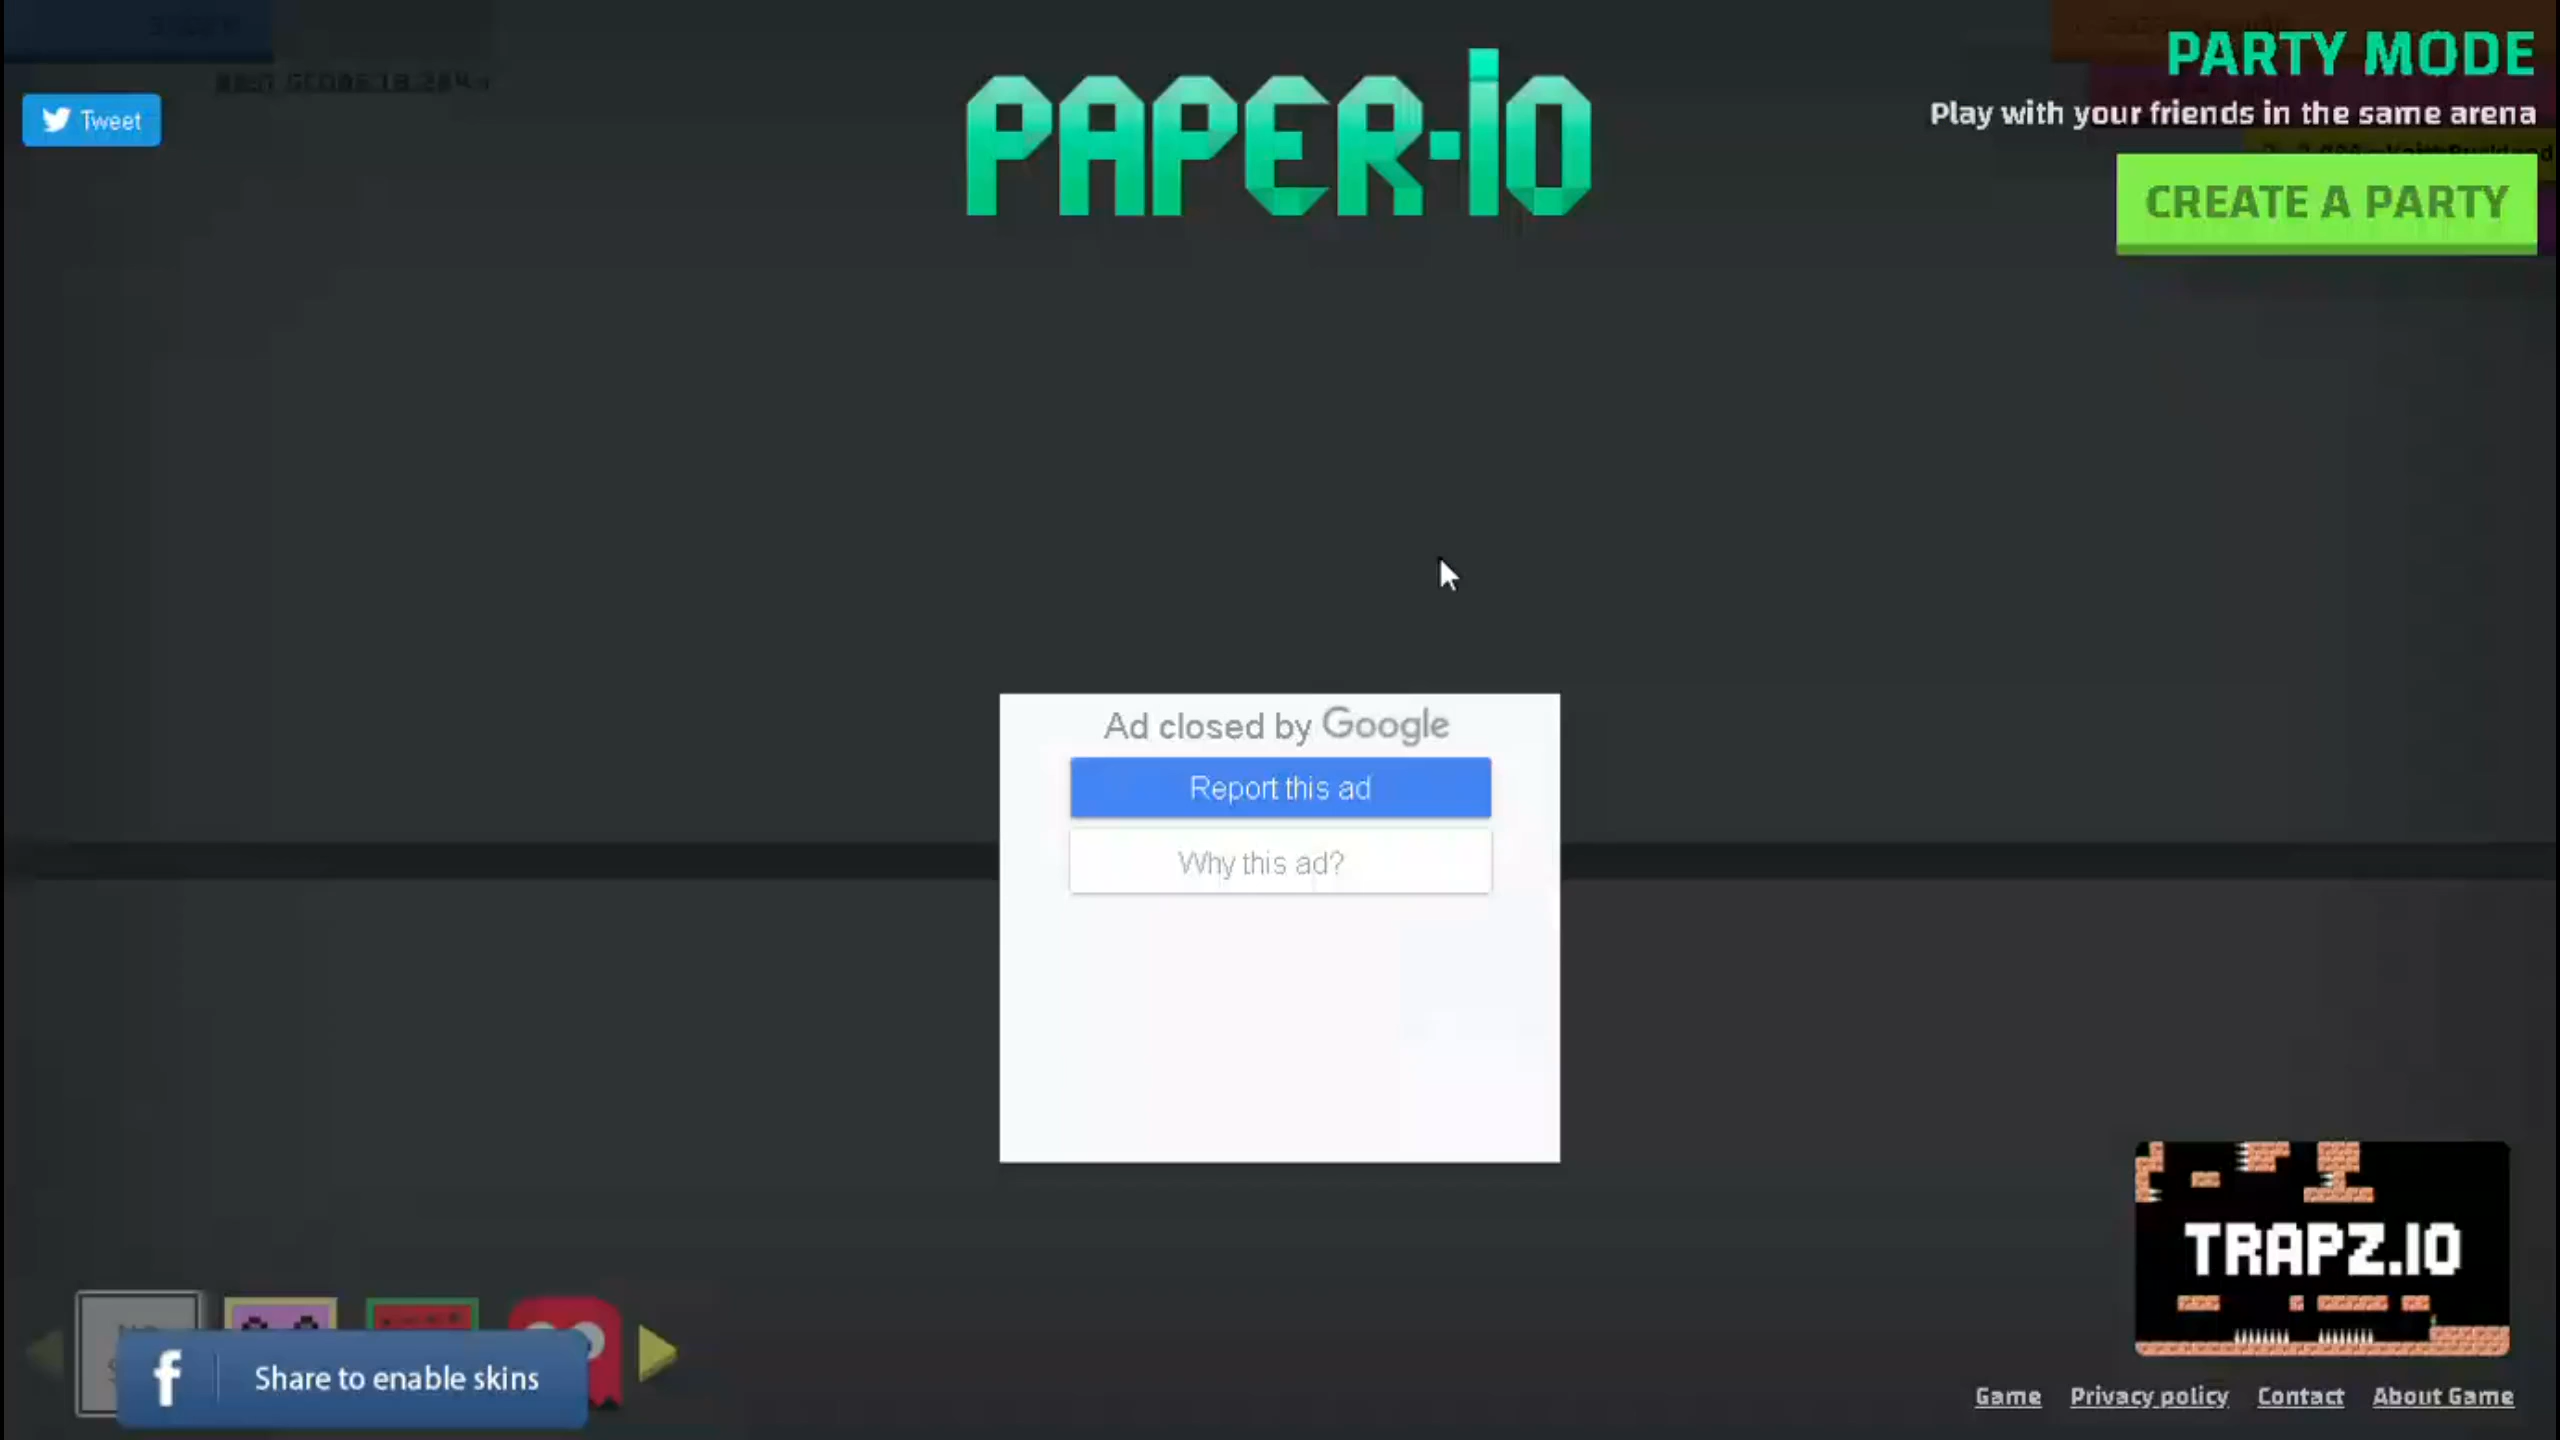 PAPER-IO
PARTY MODE
Play with your friends in the same arena
CREATE A PARTY
Tweet
Ad closed by Google
Report this ad
Why this ad?
TRAPZ.IO
Share to enable skins
Game Privacy policy Contact About Game